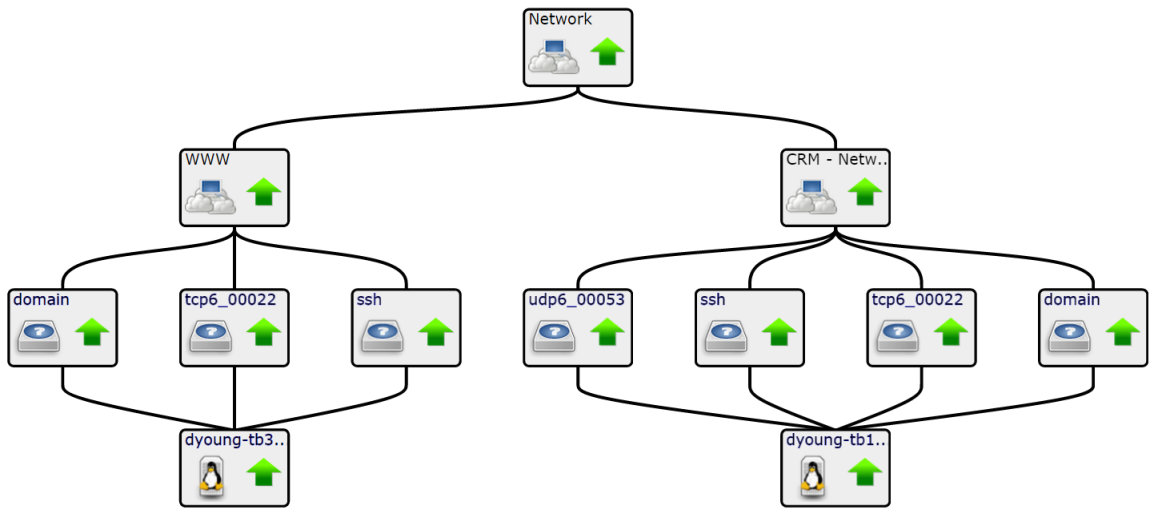 Network
WWW
CRM - Netw..
domain
tcp6_00022
ssh
udp6_00053
ssh
tcp6_00022
domain
dyoung-tb3..
dyoung-tb1..